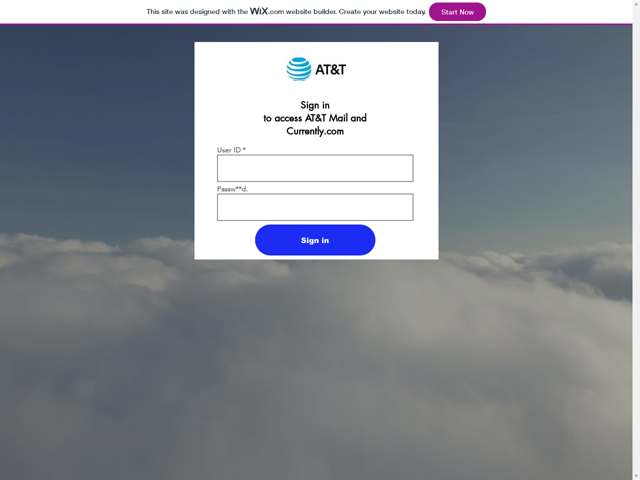 This site was designed with the WiX.com website builder. Create your website today. Start Now
AT&T
Sign in
to access AT&T Mail and
Currently.com
User ID *
Passw**d.
Sign in